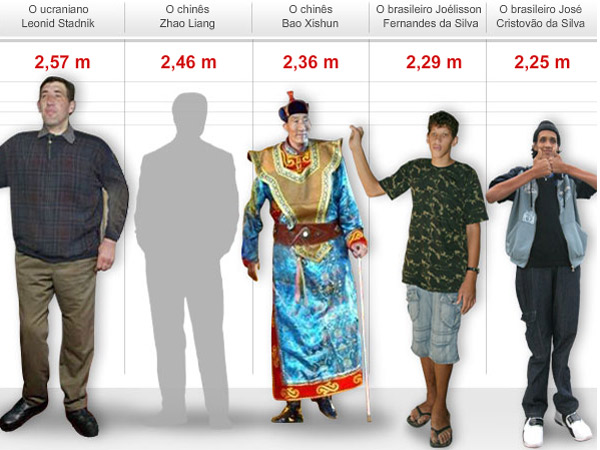 O ucraniano
Leonid Stadnik
O chinês
Zhao Liang
O chinês
Bao Xishun
O brasileiro Joélisson
Fernandes da Silva
O brasileiro José
Cristovão da Silva
2,57 m
2,46 m
2,36 m
2,29 m
2,25 m